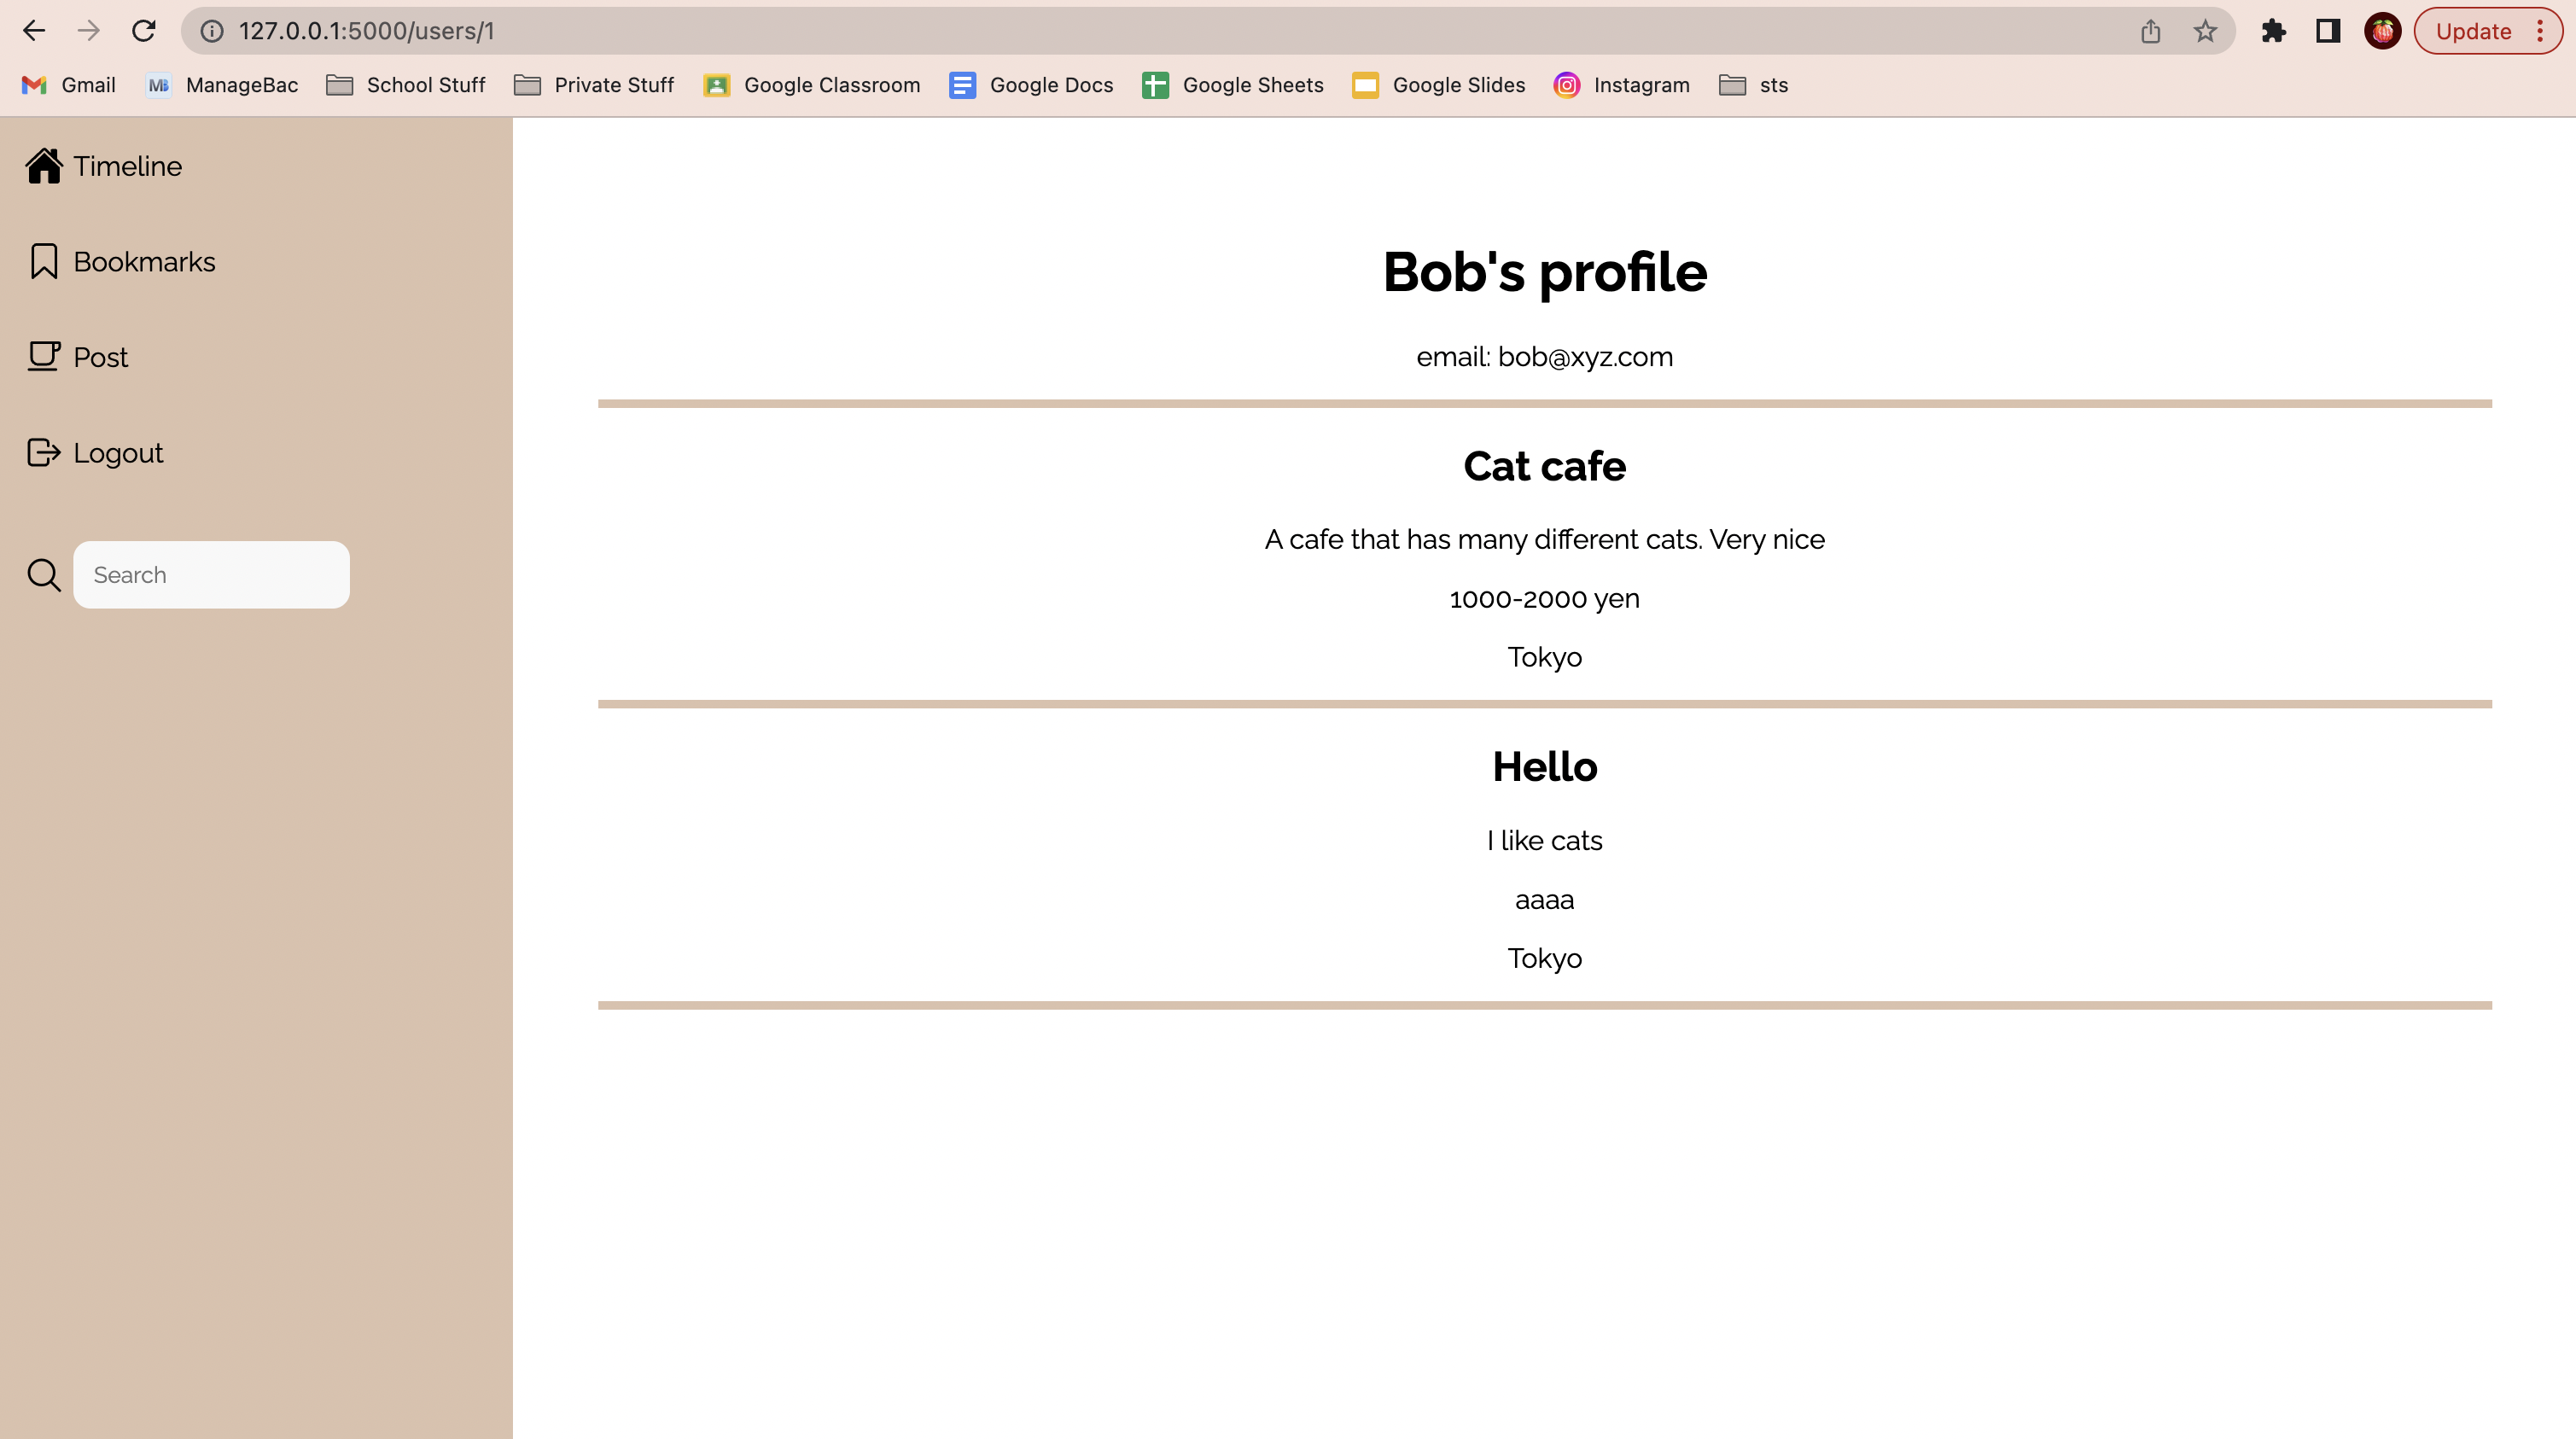 127.0.0.1:5000/users/1
Update
Gmail
MB ManageBac
School Stuff
Private Stuff
Google Classroom
Google Docs
Google Sheets
Google Slides
Instagram
sts
Timeline
Bookmarks
Post
Logout
Search
Bob's profile
email: bob@xyz.com
Cat cafe
A cafe that has many different cats. Very nice
1000-2000 yen
Tokyo
Hello
I like cats
aaaa
Tokyo